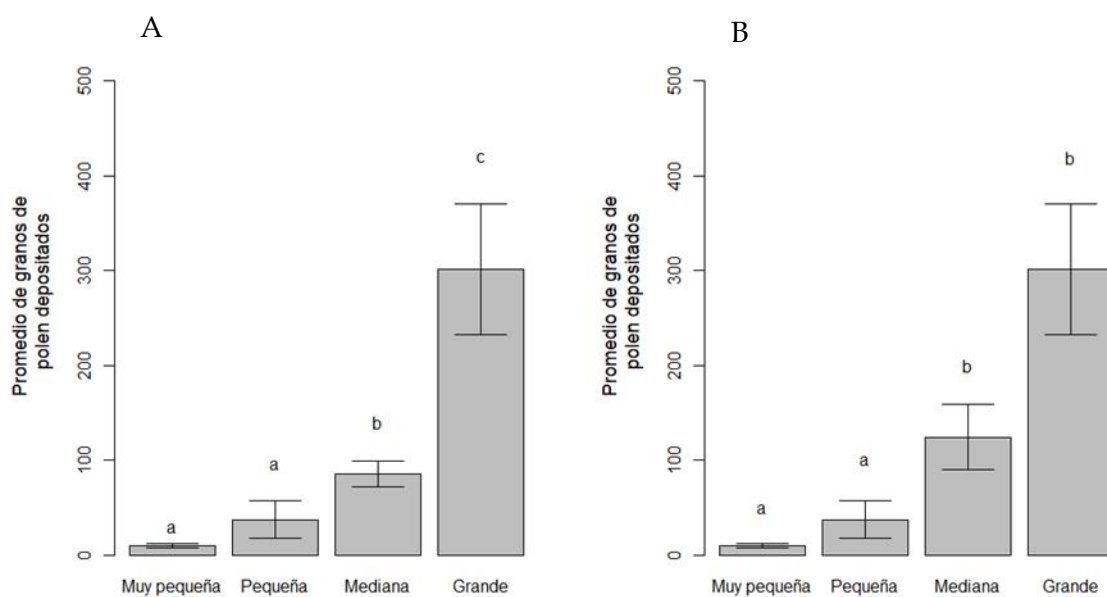 A
500
400
300
200
100
0
Promedio de granos de
polen depositados
a
a
b
c
Muy pequeña Pequeña Mediana Grande
B
500
400
300
200
100
0
Promedio de granos de
polen depositados
a
a
b
b
Muy pequeña Pequeña Mediana Grande